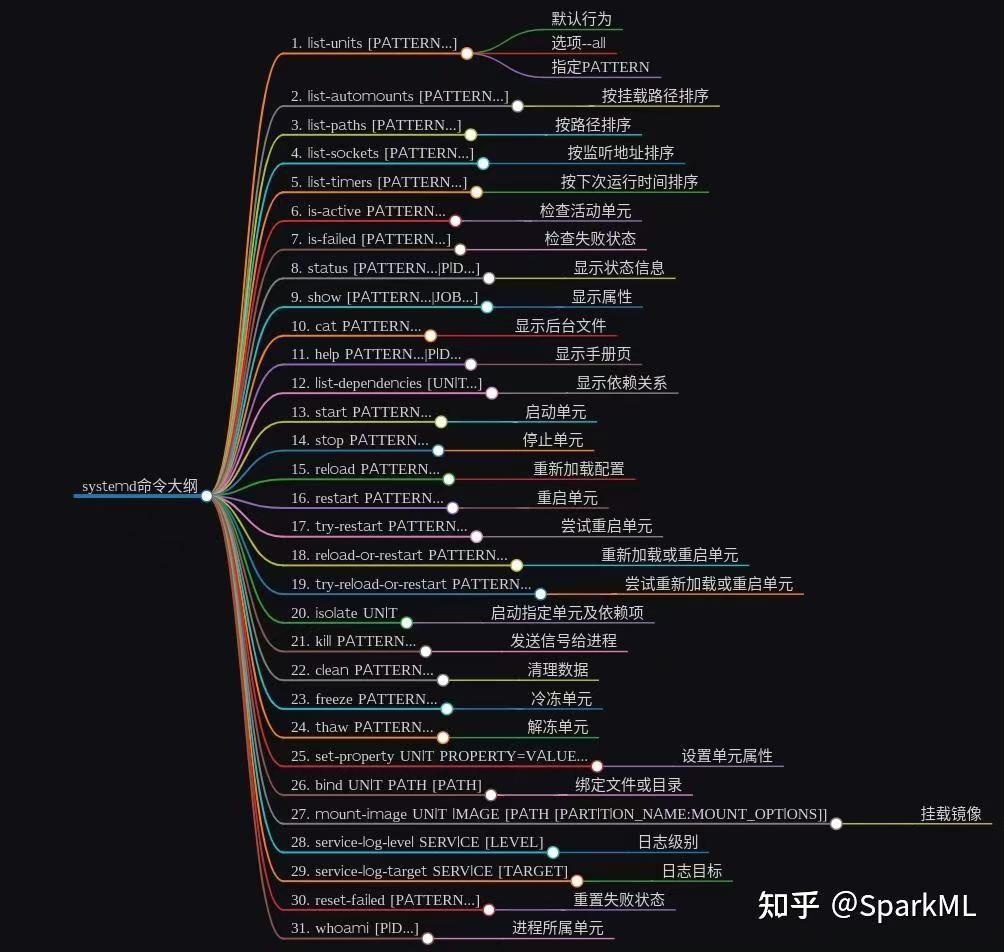 systemd命令大纲
1. list-units [PATTERN...]
默认行为
选项--all
指定PATTERN
2. list-automounts [PATTERN...] 按挂载路径排序
3. list-paths [PATTERN...] 按路径排序
4. list-sockets [PATTERN...] 按监听地址排序
5. list-timers [PATTERN...] 按下次运行时间排序
6. is-active PATTERN... 检查活动单元
7. is-failed [PATTERN...] 检查失败状态
8. status [PATTERN...|PID...] 显示状态信息
9. show [PATTERN...|JOB...] 显示属性
10. cat PATTERN... 显示后台文件
11. help PATTERN...|PID... 显示手册页
12. list-dependencies [UNIT...] 显示依赖关系
13. start PATTERN... 启动单元
14. stop PATTERN... 停止单元
15. reload PATTERN... 重新加载配置
16. restart PATTERN... 重启单元
17. try-restart PATTERN... 尝试重启单元
18. reload-or-restart PATTERN... 重新加载或重启单元
19. try-reload-or-restart PATTERN... 尝试重新加载或重启单元
20. isolate UNIT 启动指定单元及依赖项
21. kill PATTERN... 发送信号给进程
22. clean PATTERN... 清理数据
23. freeze PATTERN... 冷冻单元
24. thaw PATTERN... 解冻单元
25. set-property UNIT PROPERTY=VALUE... 设置单元属性
26. bind UNIT PATH [PATH] 绑定文件或目录
27. mount-image UNIT IMAGE [PATH [PARTITION_NAME:MOUNT_OPTIONS]] 挂载镜像
28. service-log-level SERVICE [LEVEL] 日志级别
29. service-log-target SERVICE [TARGET] 日志目标
30. reset-failed [PATTERN...] 重置失败状态
31. whoami [PID...] 进程所属单元
知乎 @SparkML